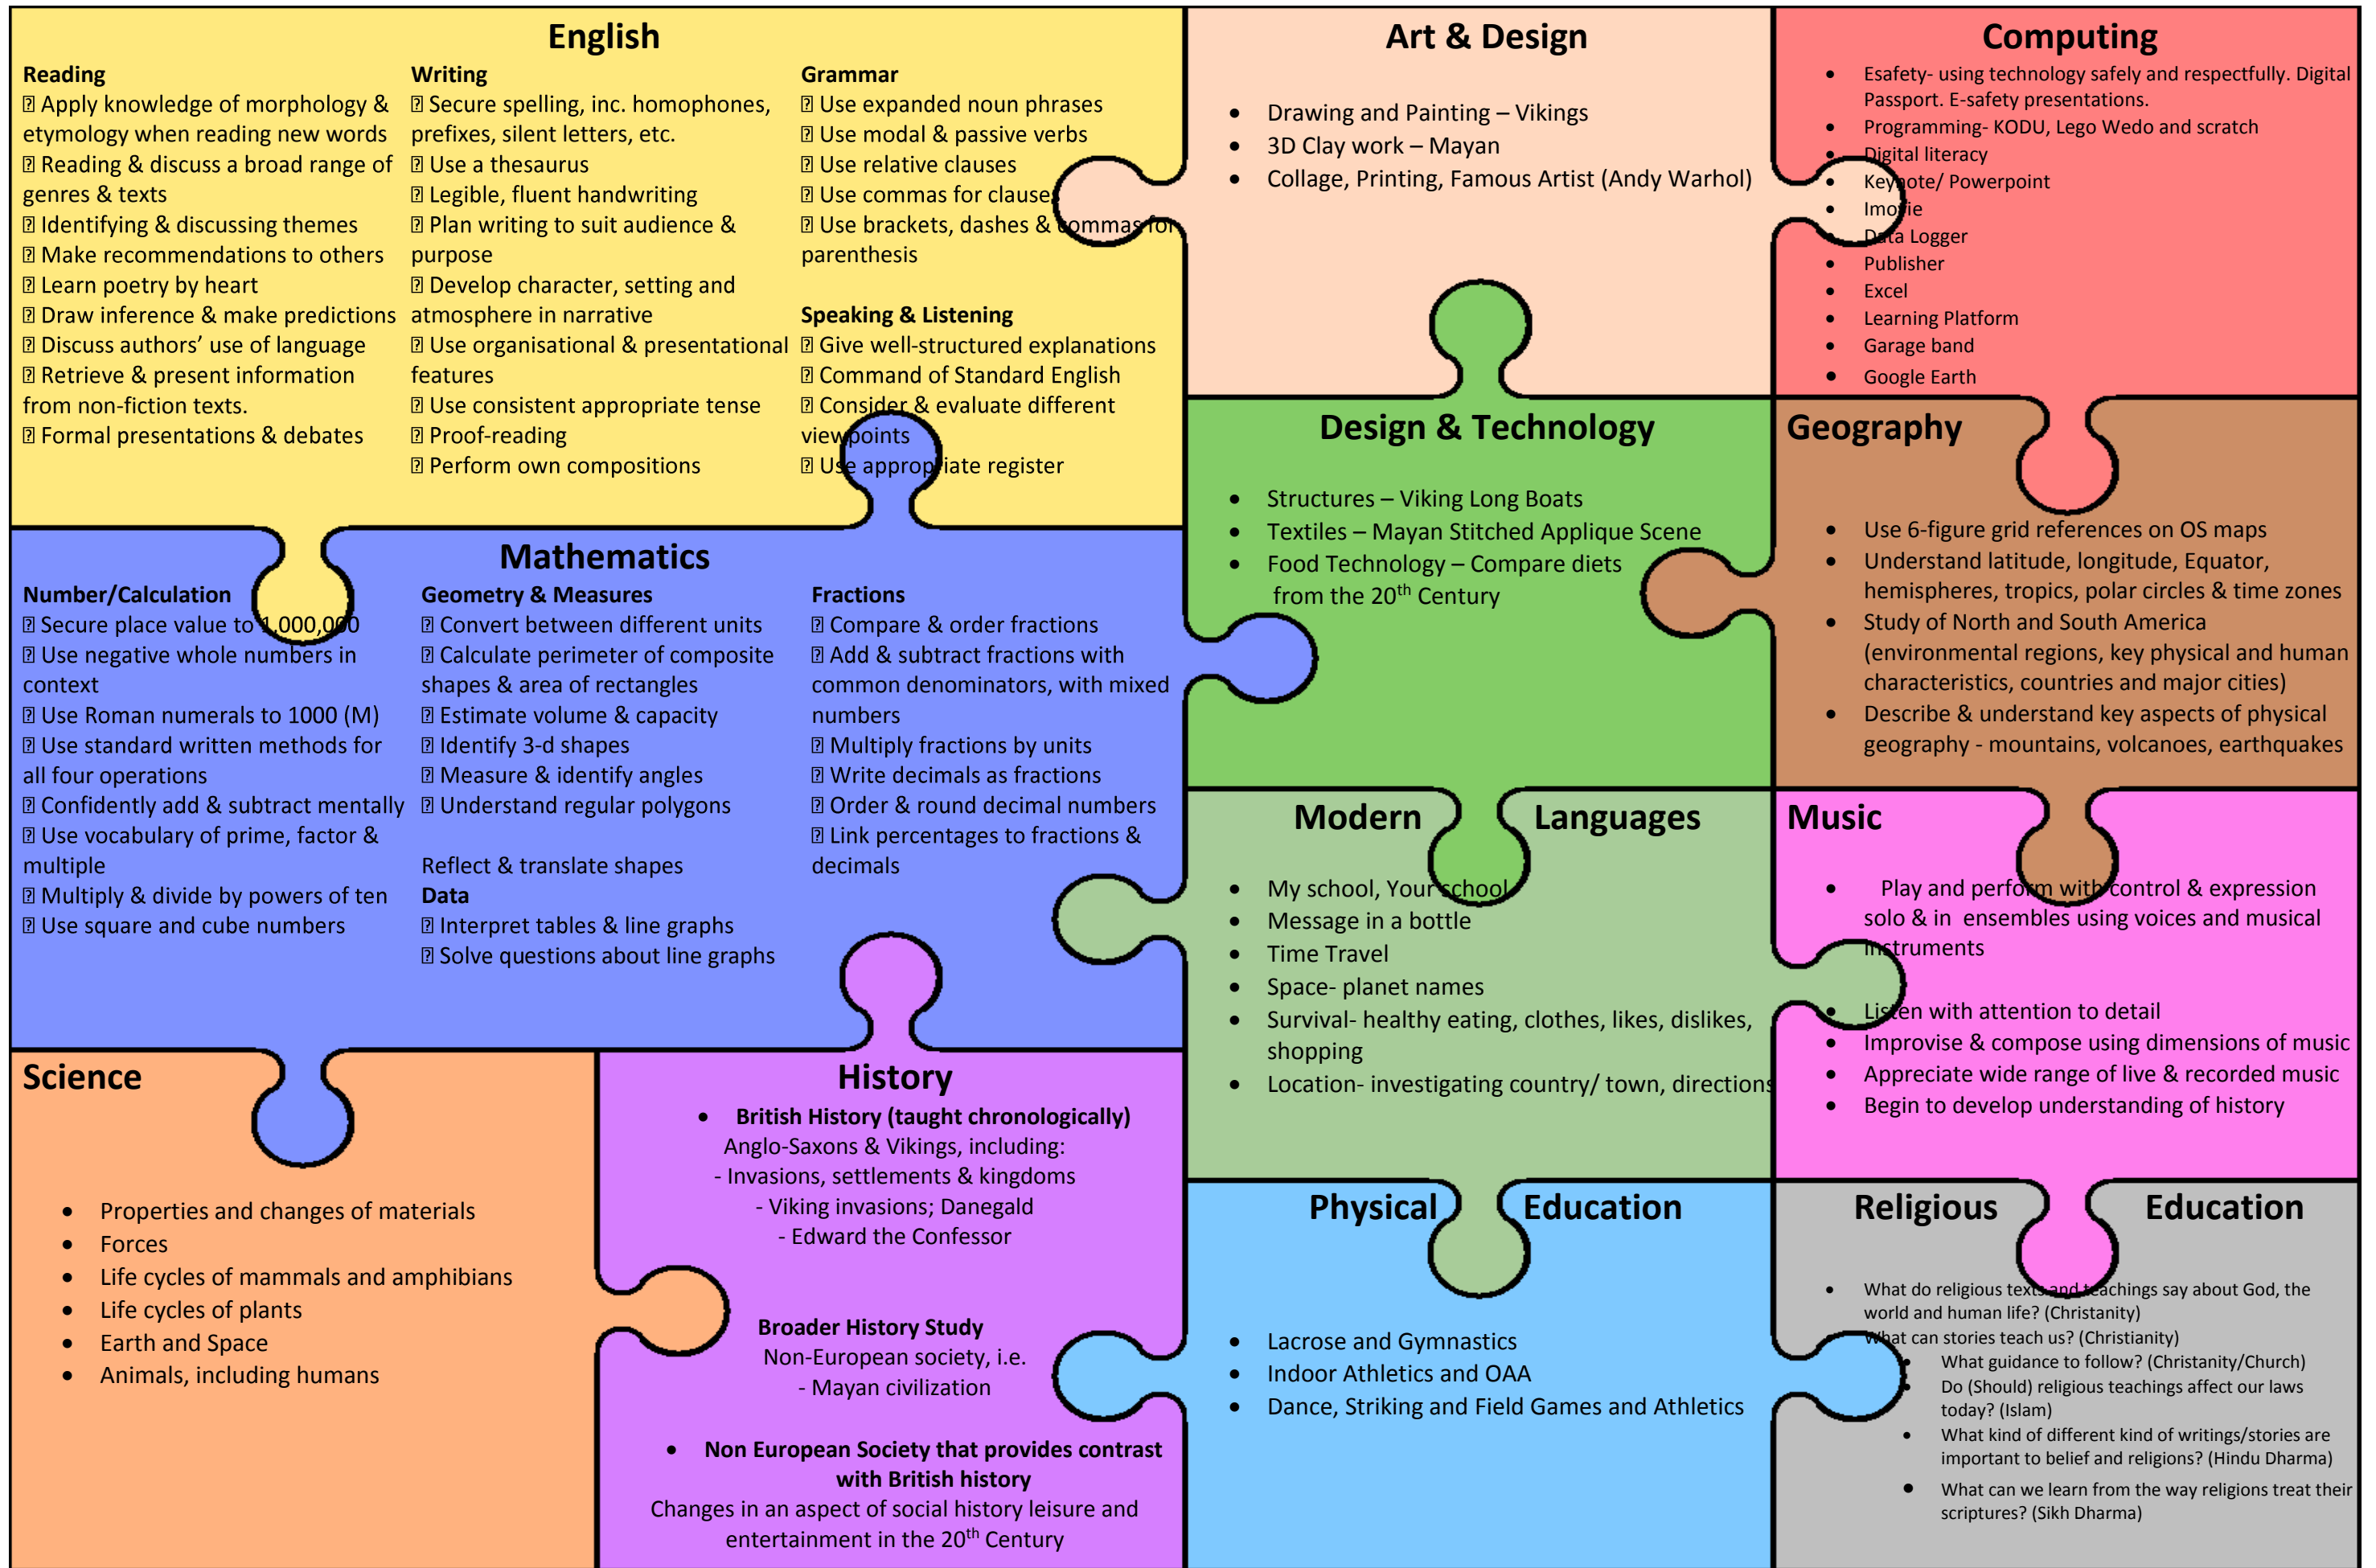 English
Reading
⍰ Apply knowledge of morphology &
etymology when reading new words
⍰ Reading & discuss a broad range of
genres & texts
⍰ Identifying & discussing themes
⍰ Make recommendations to others
⍰ Learn poetry by heart
⍰ Draw inference & make predictions
⍰ Discuss authors’ use of language
⍰ Retrieve & present information
from non-fiction texts.
⍰ Formal presentations & debates
Writing
⍰ Secure spelling, inc. homophones,
prefixes, silent letters, etc.
⍰ Use a thesaurus
⍰ Legible, fluent handwriting
⍰ Plan writing to suit audience &
purpose
⍰ Develop character, setting and
atmosphere in narrative
⍰ Use organisational & presentational
features
⍰ Use consistent appropriate tense
⍰ Proof-reading
⍰ Perform own compositions
Grammar
⍰ Use expanded noun phrases
⍰ Use modal & passive verbs
⍰ Use relative clauses
⍰ Use commas for clauses
⍰ Use brackets, dashes & commas for
parenthesis
Speaking & Listening
⍰ Give well-structured explanations
⍰ Command of Standard English
⍰ Consider & evaluate different
viewpoints
⍰ Use appropriate register
Art & Design
• Drawing and Painting – Vikings
• 3D Clay work – Mayan
• Collage, Printing, Famous Artist (Andy Warhol)
Computing
• Esafety- using technology safely and respectfully. Digital
Passport. E-safety presentations.
• Programming- KODU, Lego Wedo and scratch
• Digital literacy
• Keynote/ Powerpoint
• Imovie
• Data Logger
• Publisher
• Excel
• Learning Platform
• Garage band
• Google Earth
Mathematics
Number/Calculation
⍰ Secure place value to 1,000,000
⍰ Use negative whole numbers in
context
⍰ Use Roman numerals to 1000 (M)
⍰ Use standard written methods for
all four operations
⍰ Confidently add & subtract mentally
⍰ Use vocabulary of prime, factor &
multiple
⍰ Multiply & divide by powers of ten
⍰ Use square and cube numbers
Geometry & Measures
⍰ Convert between different units
⍰ Calculate perimeter of composite
shapes & area of rectangles
⍰ Estimate volume & capacity
⍰ Identify 3-d shapes
⍰ Measure & identify angles
⍰ Understand regular polygons
Reflect & translate shapes
Data
⍰ Interpret tables & line graphs
⍰ Solve questions about line graphs
Fractions
⍰ Compare & order fractions
⍰ Add & subtract fractions with
common denominators, with mixed
numbers
⍰ Multiply fractions by units
⍰ Write decimals as fractions
⍰ Order & round decimal numbers
⍰ Link percentages to fractions &
decimals
Design & Technology
• Structures – Viking Long Boats
• Textiles – Mayan Stitched Applique Scene
• Food Technology – Compare diets
from the 20th Century
Geography
• Use 6-figure grid references on OS maps
• Understand latitude, longitude, Equator,
hemispheres, tropics, polar circles & time zones
• Study of North and South America
(environmental regions, key physical and human
characteristics, countries and major cities)
• Describe & understand key aspects of physical
geography - mountains, volcanoes, earthquakes
Modern Languages
• My school, Your school
• Message in a bottle
• Time Travel
• Space- planet names
• Survival- healthy eating, clothes, likes, dislikes,
shopping
• Location- investigating country/ town, directions
Music
• Play and perform with control & expression
solo & in ensembles using voices and musical
instruments
• Listen with attention to detail
• Improvise & compose using dimensions of music
• Appreciate wide range of live & recorded music
• Begin to develop understanding of history
Science
• Properties and changes of materials
• Forces
• Life cycles of mammals and amphibians
• Life cycles of plants
• Earth and Space
• Animals, including humans
History
• British History (taught chronologically)
Anglo-Saxons & Vikings, including:
- Invasions, settlements & kingdoms
- Viking invasions; Danegald
- Edward the Confessor
Broader History Study
Non-European society, i.e.
- Mayan civilization
• Non European Society that provides contrast
with British history
Changes in an aspect of social history leisure and
entertainment in the 20th Century
Physical Education
• Lacrose and Gymnastics
• Indoor Athletics and OAA
• Dance, Striking and Field Games and Athletics
Religious Education
• What do religious texts and teachings say about God, the
world and human life? (Christanity)
• What can stories teach us? (Christianity)
• What guidance to follow? (Christanity/Church)
• Do (Should) religious teachings affect our laws
today? (Islam)
• What kind of different kind of writings/stories are
important to belief and religions? (Hindu Dharma)
• What can we learn from the way religions treat their
scriptures? (Sikh Dharma)